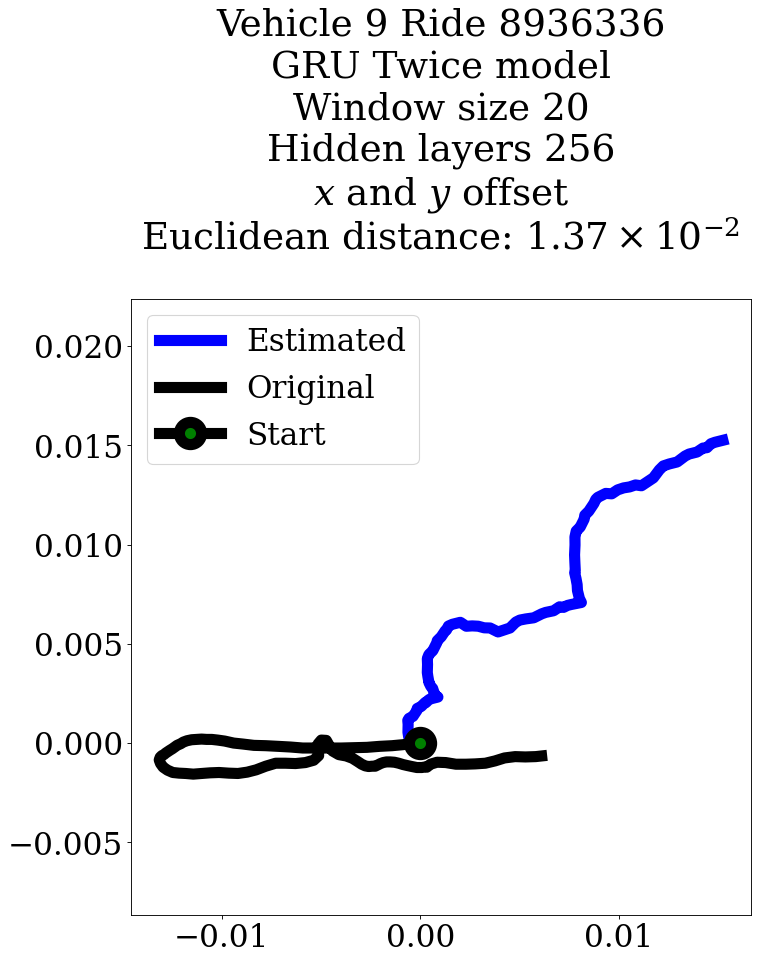 Vehicle 9 Ride 8936336
GRU Twice model
Window size 20
Hidden layers 256
x and y offset
Euclidean distance: 1.37 × 10⁻²
Estimated
Original
Start
0.020
0.015
0.010
0.005
0.000
−0.005
−0.01
0.00
0.01